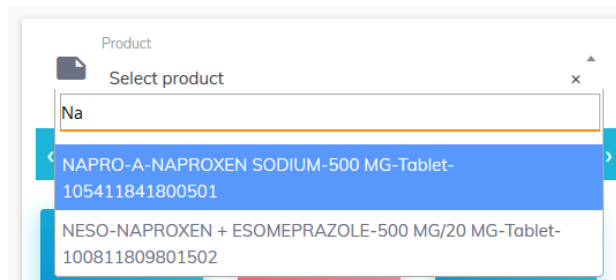 Product
Select product
×
Na
‹
›
NAPRO-A-NAPROXEN SODIUM-500 MG-Tablet-
105411841800501
NESO-NAPROXEN + ESOMEPRAZOLE-500 MG/20 MG-Tablet-
100811809801502